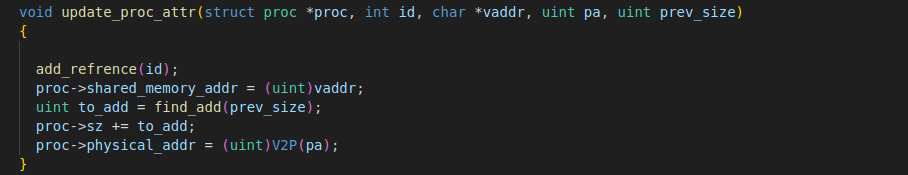 void update_proc_attr(struct proc *proc, int id, char *vaddr, uint pa, uint prev_size)
{
add_refrence(id);
proc->shared_memory_addr = (uint)vaddr;
uint to_add = find_add(prev_size);
proc->sz += to_add;
proc->physical_addr = (uint)V2P(pa);
}